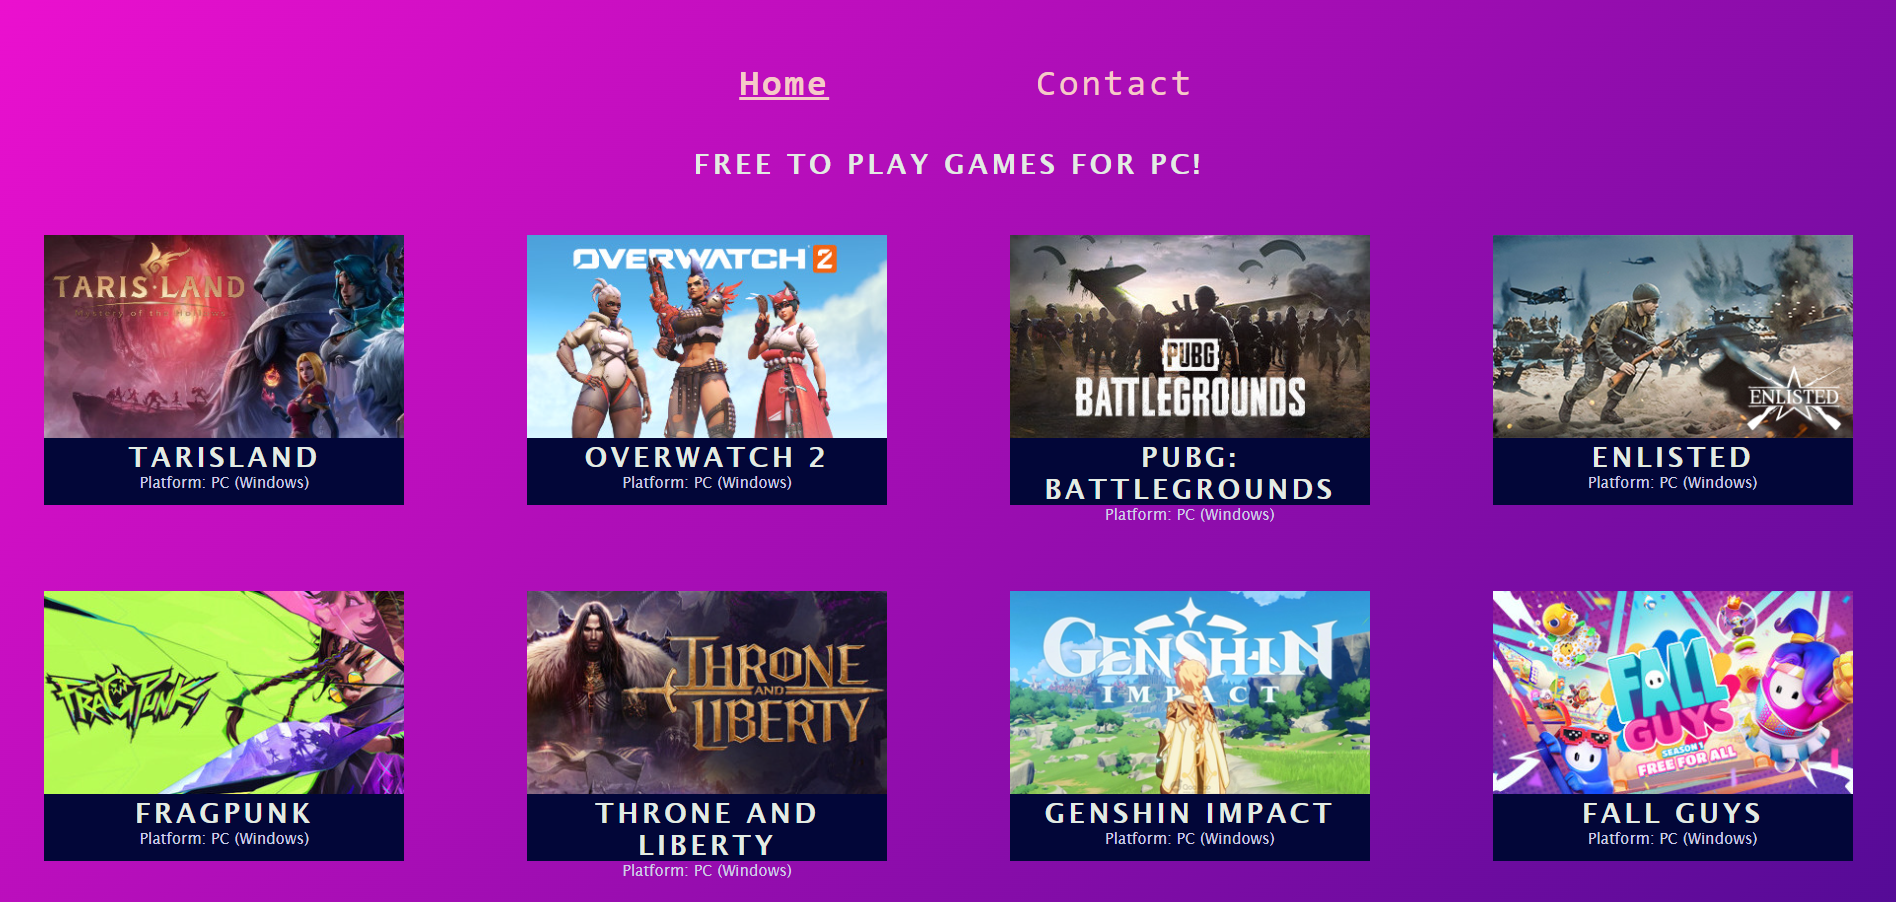 Home Contact
FREE TO PLAY GAMES FOR PC!
TARISLAND
Mystery of the Hollows
OVERWATCH 2
PUBG
BATTLEGROUNDS
ENLISTED
TARISLAND
Platform: PC (Windows)
OVERWATCH 2
Platform: PC (Windows)
PUBG:
BATTLEGROUNDS
Platform: PC (Windows)
ENLISTED
Platform: PC (Windows)
FRAGPUNK
THRONE
AND
LIBERTY
GENSHIN
IMPACT
FALL
GUYS
SEASON 1
FREE FOR ALL
FRAGPUNK
Platform: PC (Windows)
THRONE AND
LIBERTY
Platform: PC (Windows)
GENSHIN IMPACT
Platform: PC (Windows)
FALL GUYS
Platform: PC (Windows)